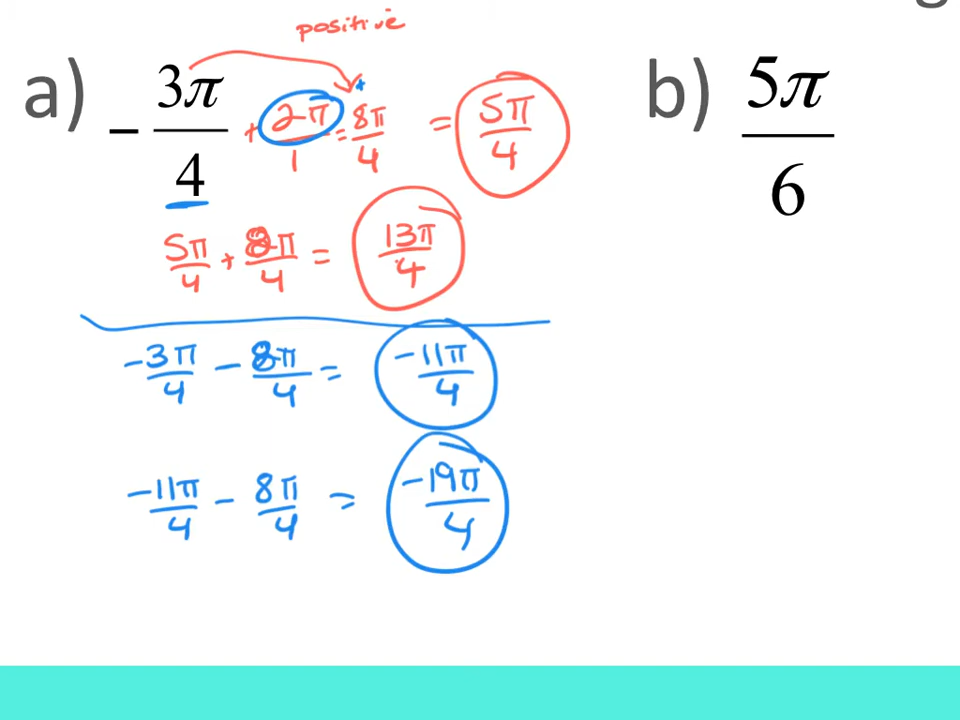 positive
a) -3π/4 + 2π/1 = 8π/4 = 5π/4
5π/4 + 8π/4 = 13π/4
-3π/4 - 8π/4 = -11π/4
-11π/4 - 8π/4 = -19π/4
b) 5π/6